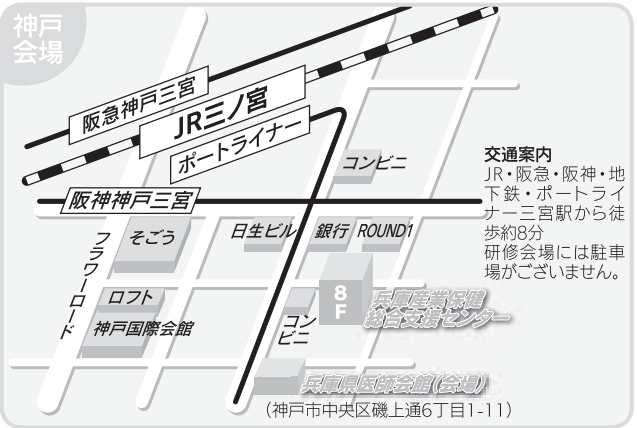 神戸
会場
阪急神戸三宮
JR三ノ宮
ポートライナー
コンビニ
阪神神戸三宮
フラワーロード
そごう
日生ビル
銀行
ROUND1
ロフト
神戸国際会館
コン
ビニ
8
F
兵庫産業保健
総合支援センター
兵庫県医師会館(会場)
(神戸市中央区磯上通6丁目1-11)
交通案内
JR・阪急・阪神・地
下鉄・ポートライ
ナー三宮駅から徒
歩約8分
研修会場には駐車
場がございません。